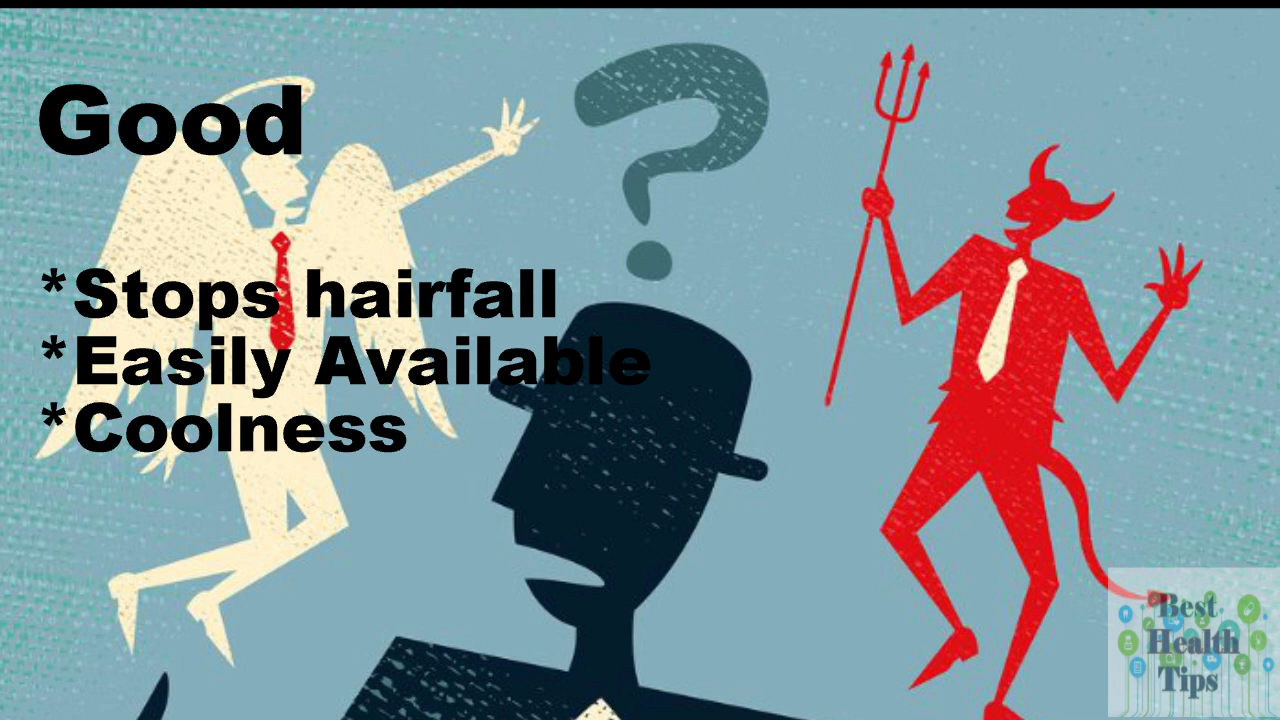 Good
*Stops hairfall
*Easily Available
*Coolness
Best
Health
Tips